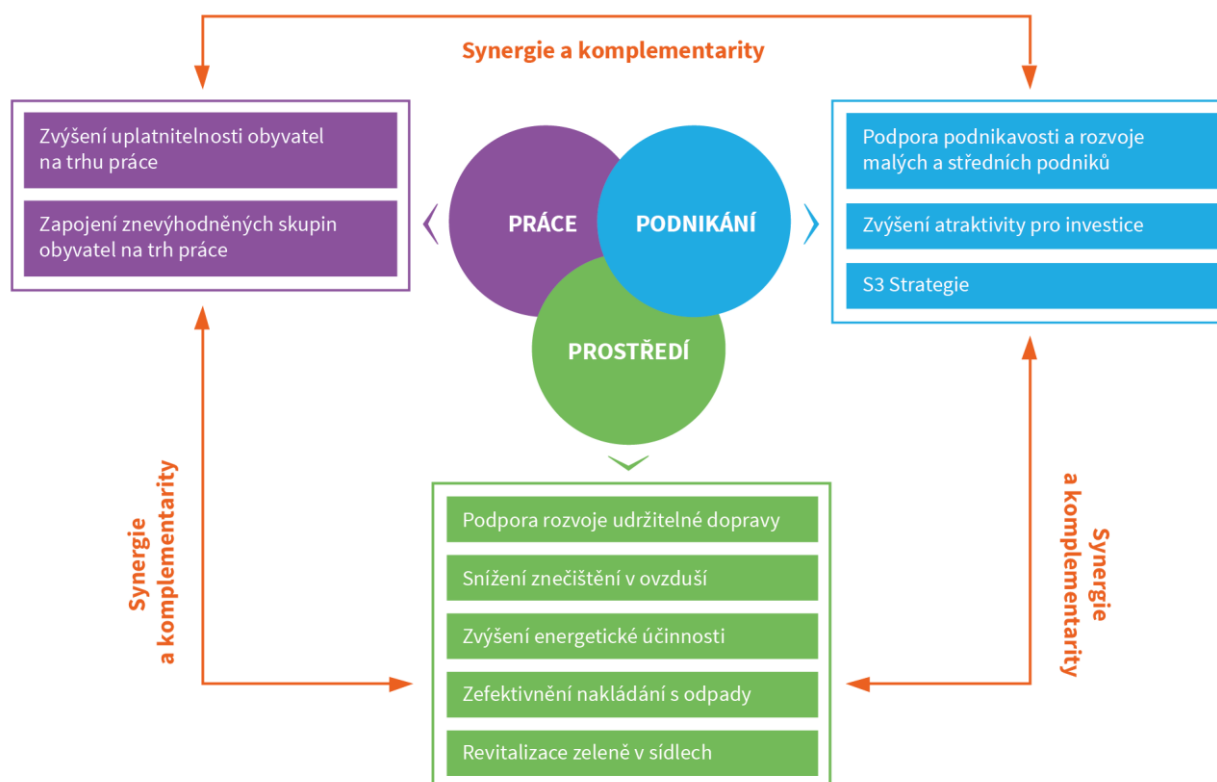 Synergie a komplementarity
Zvýšení uplatnitelnosti obyvatel
na trhu práce
Zapojení znevýhodněných skupin
obyvatel na trh práce
PRÁCE
PODNIKÁNÍ
PROSTŘEDÍ
Podpora podnikavosti a rozvoje
malých a středních podniků
Zvýšení atraktivity pro investice
S3 Strategie
Synergie
a komplementarity
Podpora rozvoje udržitelné dopravy
Snížení znečištění v ovzduší
Zvýšení energetické účinnosti
Zefektivnění nakládání s odpady
Revitalizace zeleně v sídlech
Synergie
a komplementarity